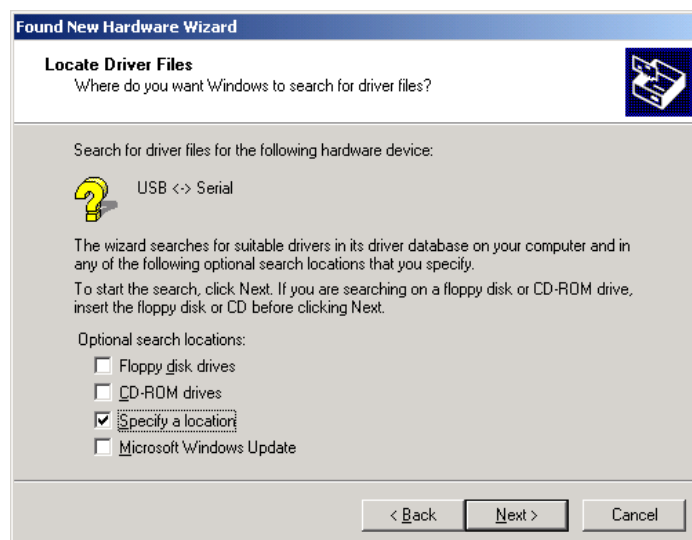 Found New Hardware Wizard
Locate Driver Files
Where do you want Windows to search for driver files?
Search for driver files for the following hardware device:
USB <-> Serial
The wizard searches for suitable drivers in its driver database on your computer and in
any of the following optional search locations that you specify.
To start the search, click Next. If you are searching on a floppy disk or CD-ROM drive,
insert the floppy disk or CD before clicking Next.
Optional search locations:
Floppy disk drives
CD-ROM drives
Specify a location
Microsoft Windows Update
< Back Next > Cancel